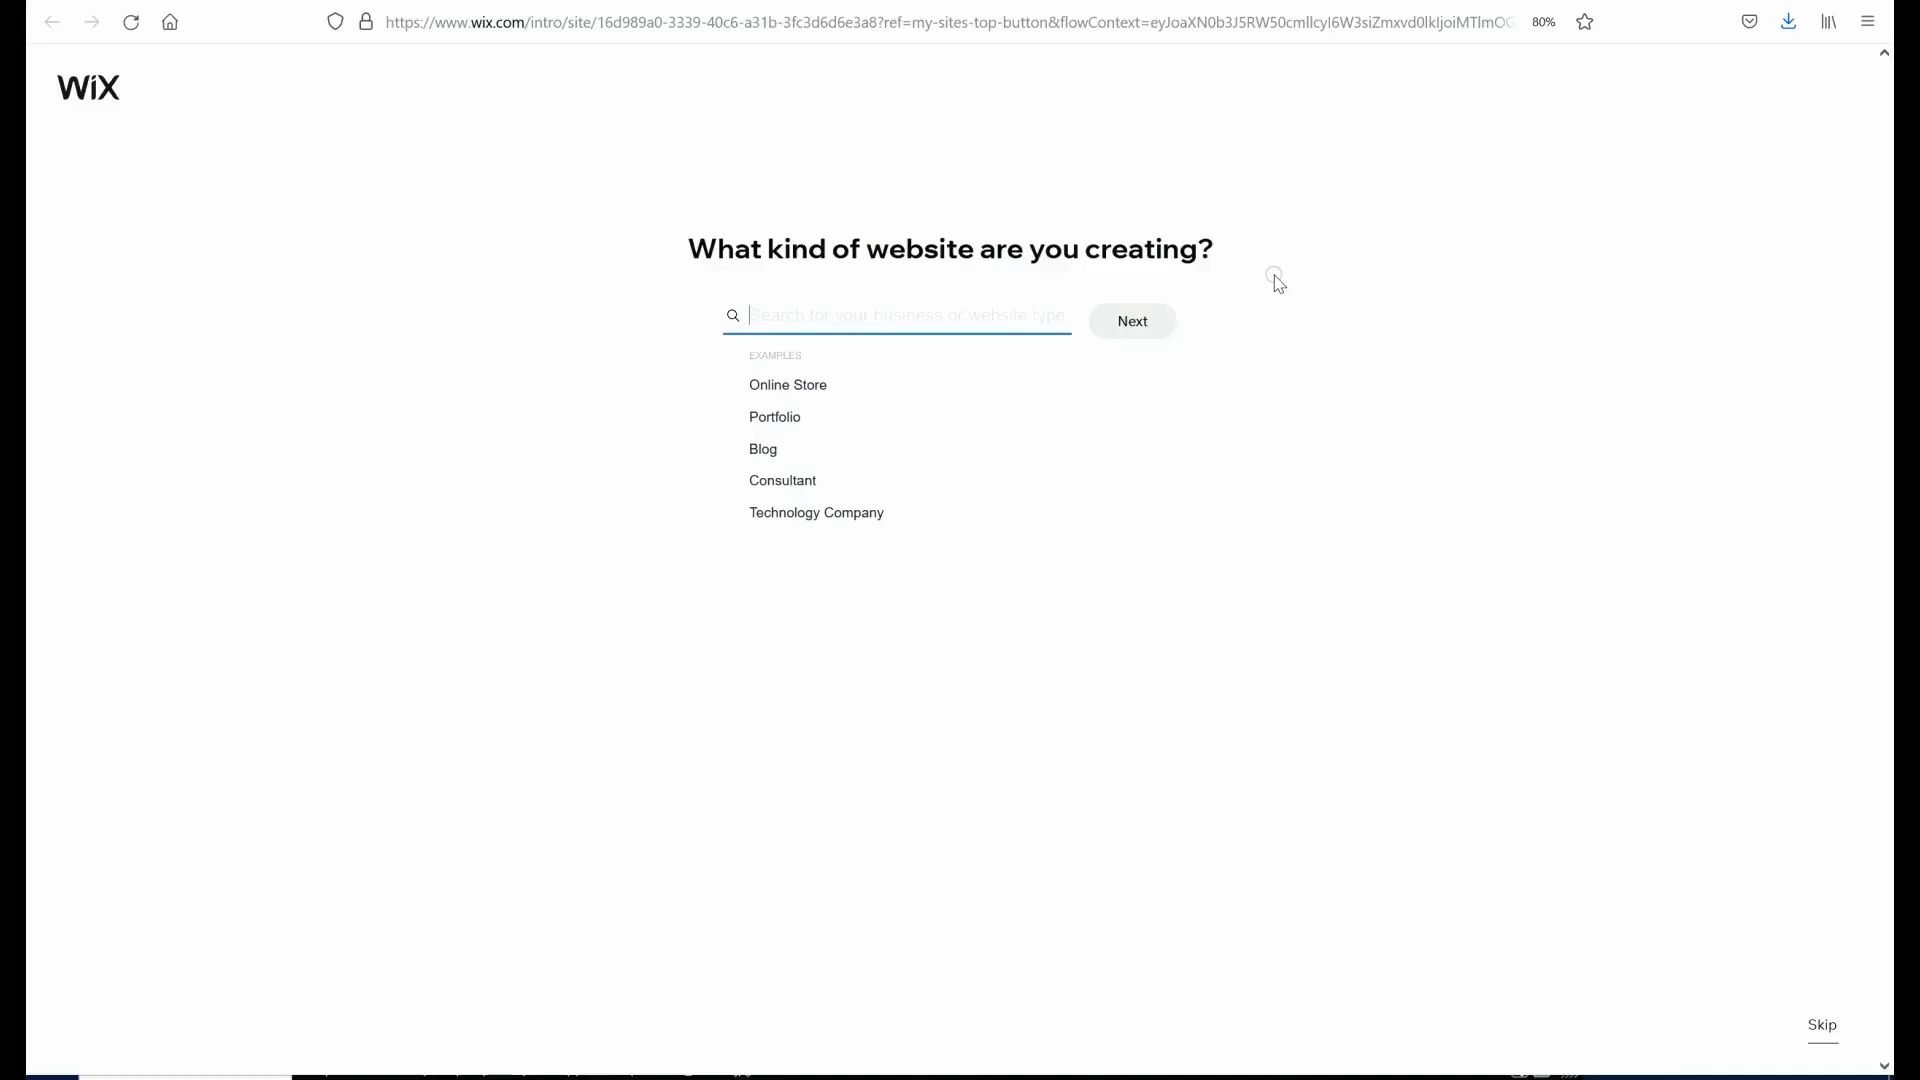 https://www.wix.com/intro/site/16d989a0-3339-40c6-a31b-3fc3d6d6e3a8?ref=my-sites-top-button&flowContext=eyJoaXN0b3J5RW50cmllcyI6W3siZmxvd0lkIjoiMTlmOG
80%
WiX
What kind of website are you creating?
Search for your business or website type
Next
EXAMPLES
Online Store
Portfolio
Blog
Consultant
Technology Company
Skip